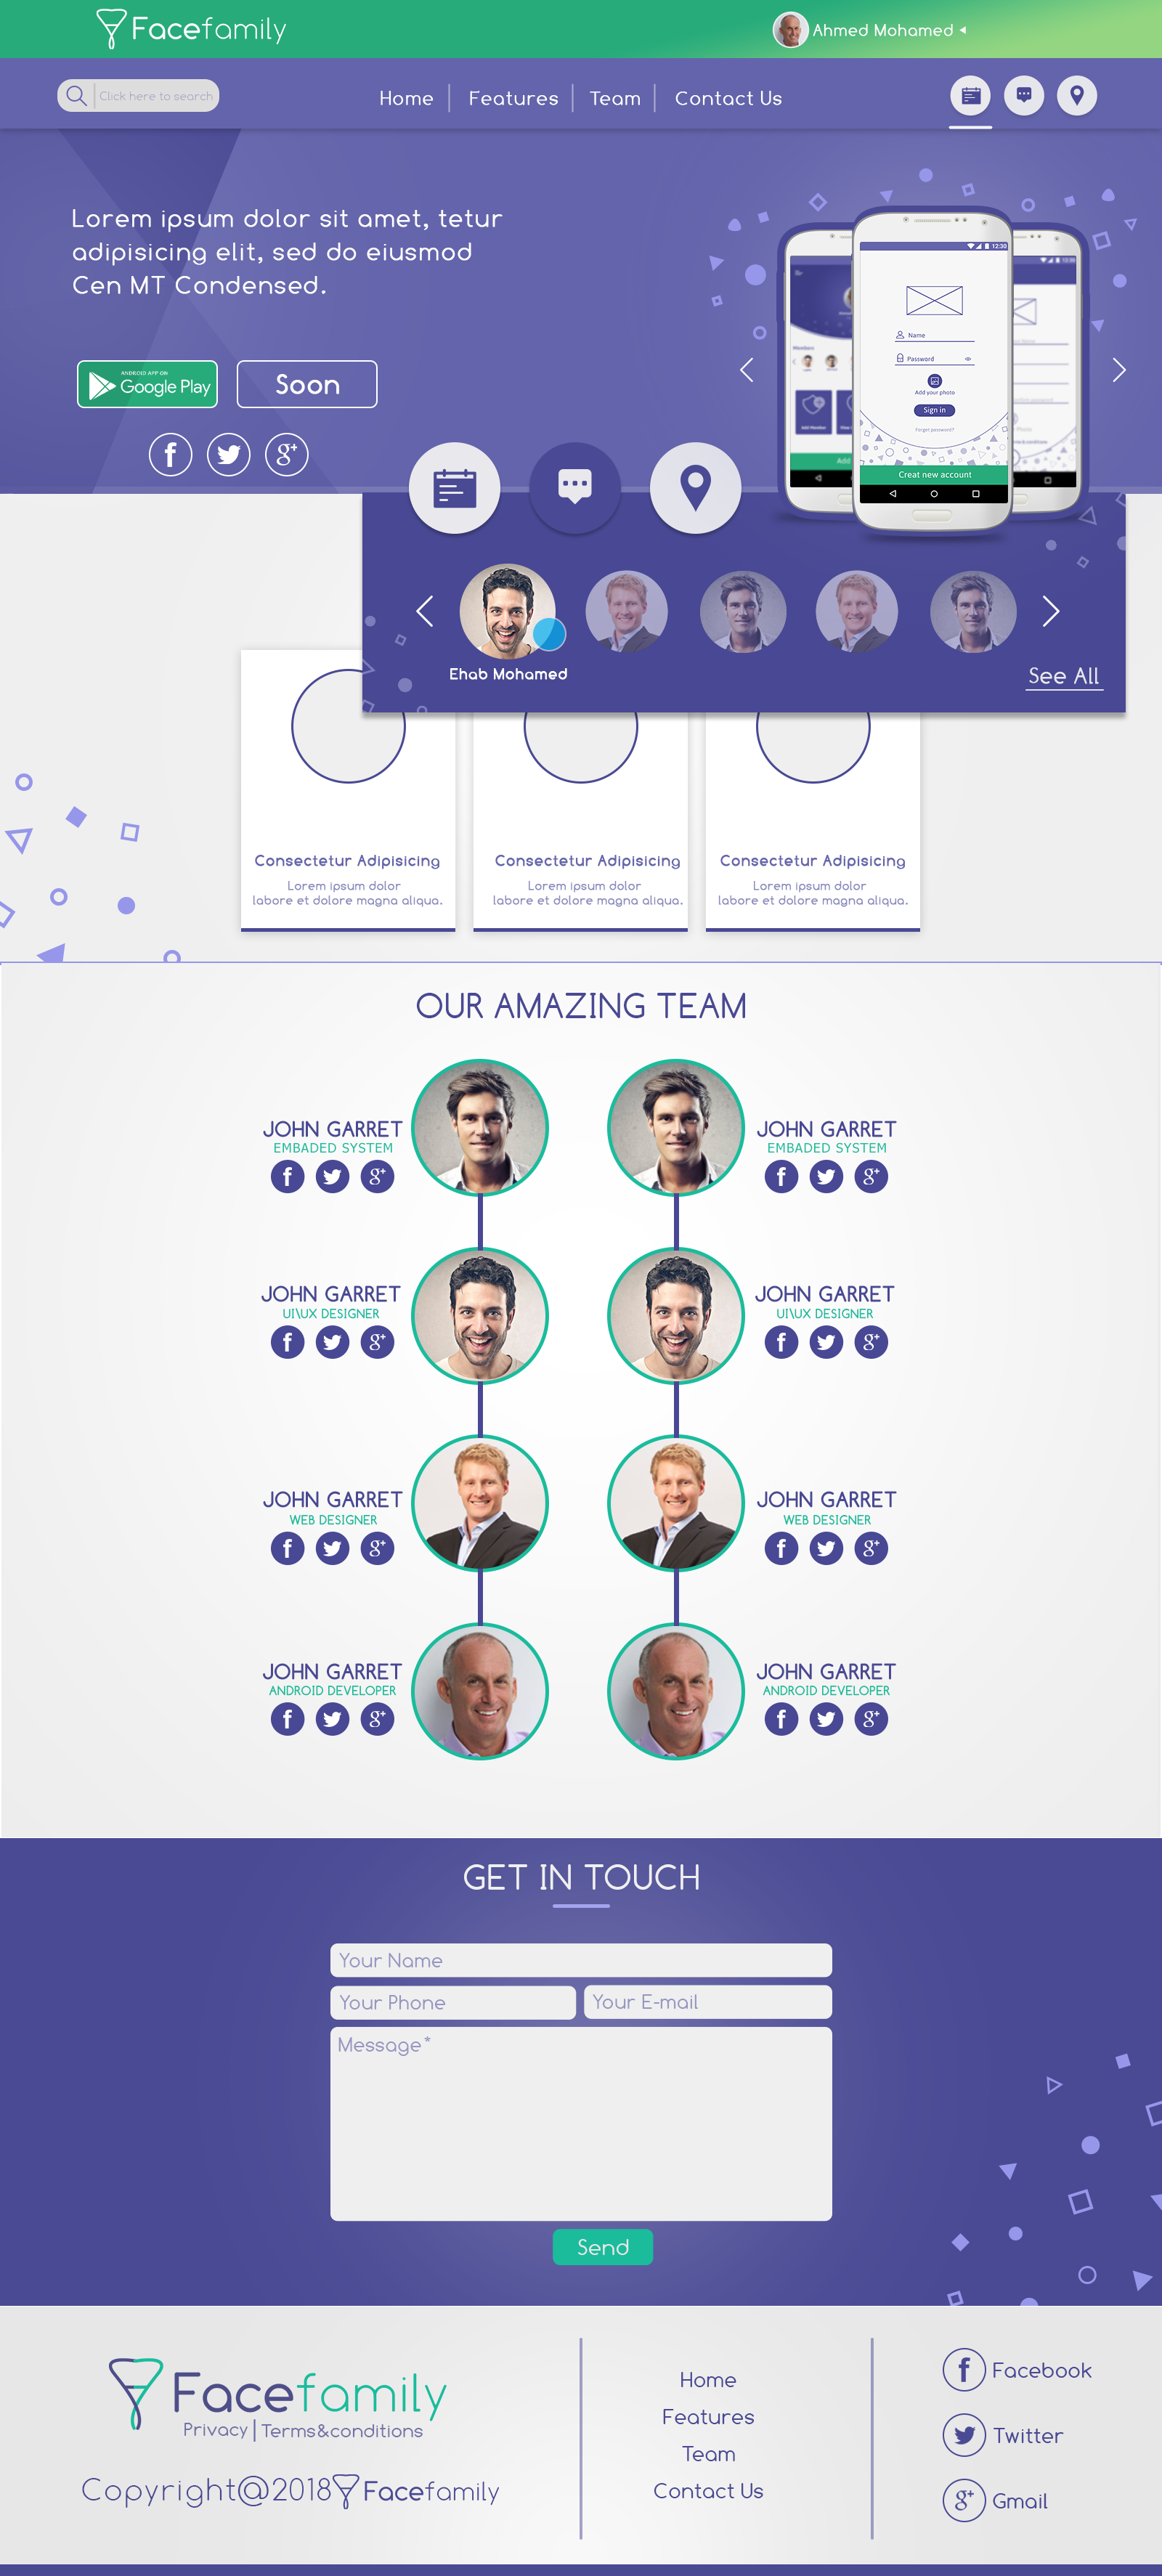 Facefamily
Ahmed Mohamed
Click here to search
Home
Features
Team
Contact Us
Lorem ipsum dolor sit amet, tetur
adipisicing elit, sed do eiusmod
Cen MT Condensed.
ANDROID APP ON
Google Play
Soon
12:30
Name
Password
Add your photo
Sign in
Forget password?
Creat new account
Members
Add Member
Add
Ehab Mohamed
See All
Consectetur Adipisicing
Lorem ipsum dolor
labore et dolore magna aliqua.
Consectetur Adipisicing
Lorem ipsum dolor
labore et dolore magna aliqua.
Consectetur Adipisicing
Lorem ipsum dolor
labore et dolore magna aliqua.
OUR AMAZING TEAM
JOHN GARRET
EMBADED SYSTEM
JOHN GARRET
EMBADED SYSTEM
JOHN GARRET
UI\UX DESIGNER
JOHN GARRET
UI\UX DESIGNER
JOHN GARRET
WEB DESIGNER
JOHN GARRET
WEB DESIGNER
JOHN GARRET
ANDROID DEVELOPER
JOHN GARRET
ANDROID DEVELOPER
GET IN TOUCH
Your Name
Your Phone
Your E-mail
Message*
Send
Facefamily
Privacy | Terms&conditions
Copyright@2018 Facefamily
Home
Features
Team
Contact Us
Facebook
Twitter
Gmail